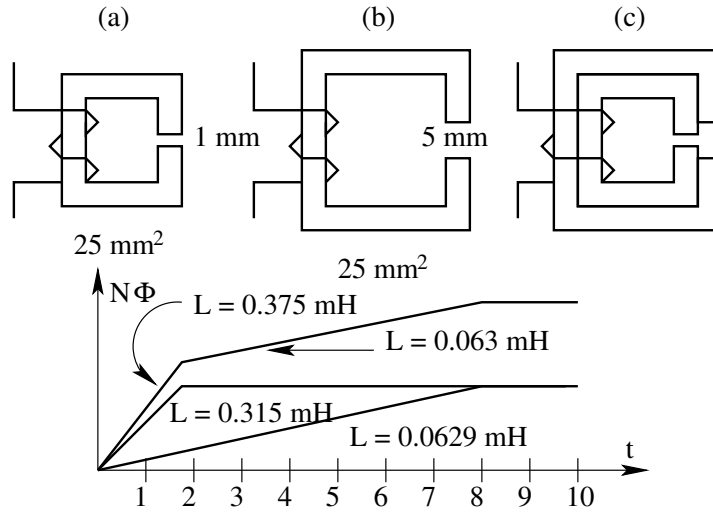 (a) (b) (c)
1 mm 5 mm
25 mm²
25 mm²
NΦ
L = 0.375 mH
L = 0.063 mH
L = 0.315 mH
L = 0.0629 mH
t
1 2 3 4 5 6 7 8 9 10